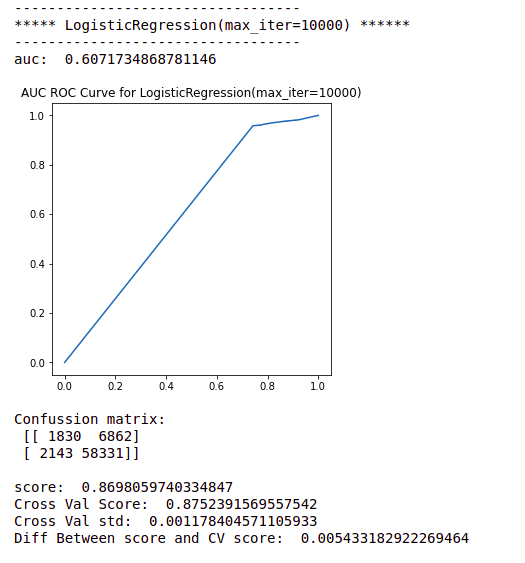 ----------------------------------
***** LogisticRegression(max_iter=10000) ******
----------------------------------
auc:  0.6071734868781146
AUC ROC Curve for LogisticRegression(max_iter=10000)
1.0
0.8
0.6
0.4
0.2
0.0
0.0 0.2 0.4 0.6 0.8 1.0
Confussion matrix:
[[ 1830  6862]
[ 2143 58331]]
score:  0.8698059740334847
Cross Val Score:  0.8752391569557542
Cross Val std:  0.001178404571105933
Diff Between score and CV score:  0.005433182922269464